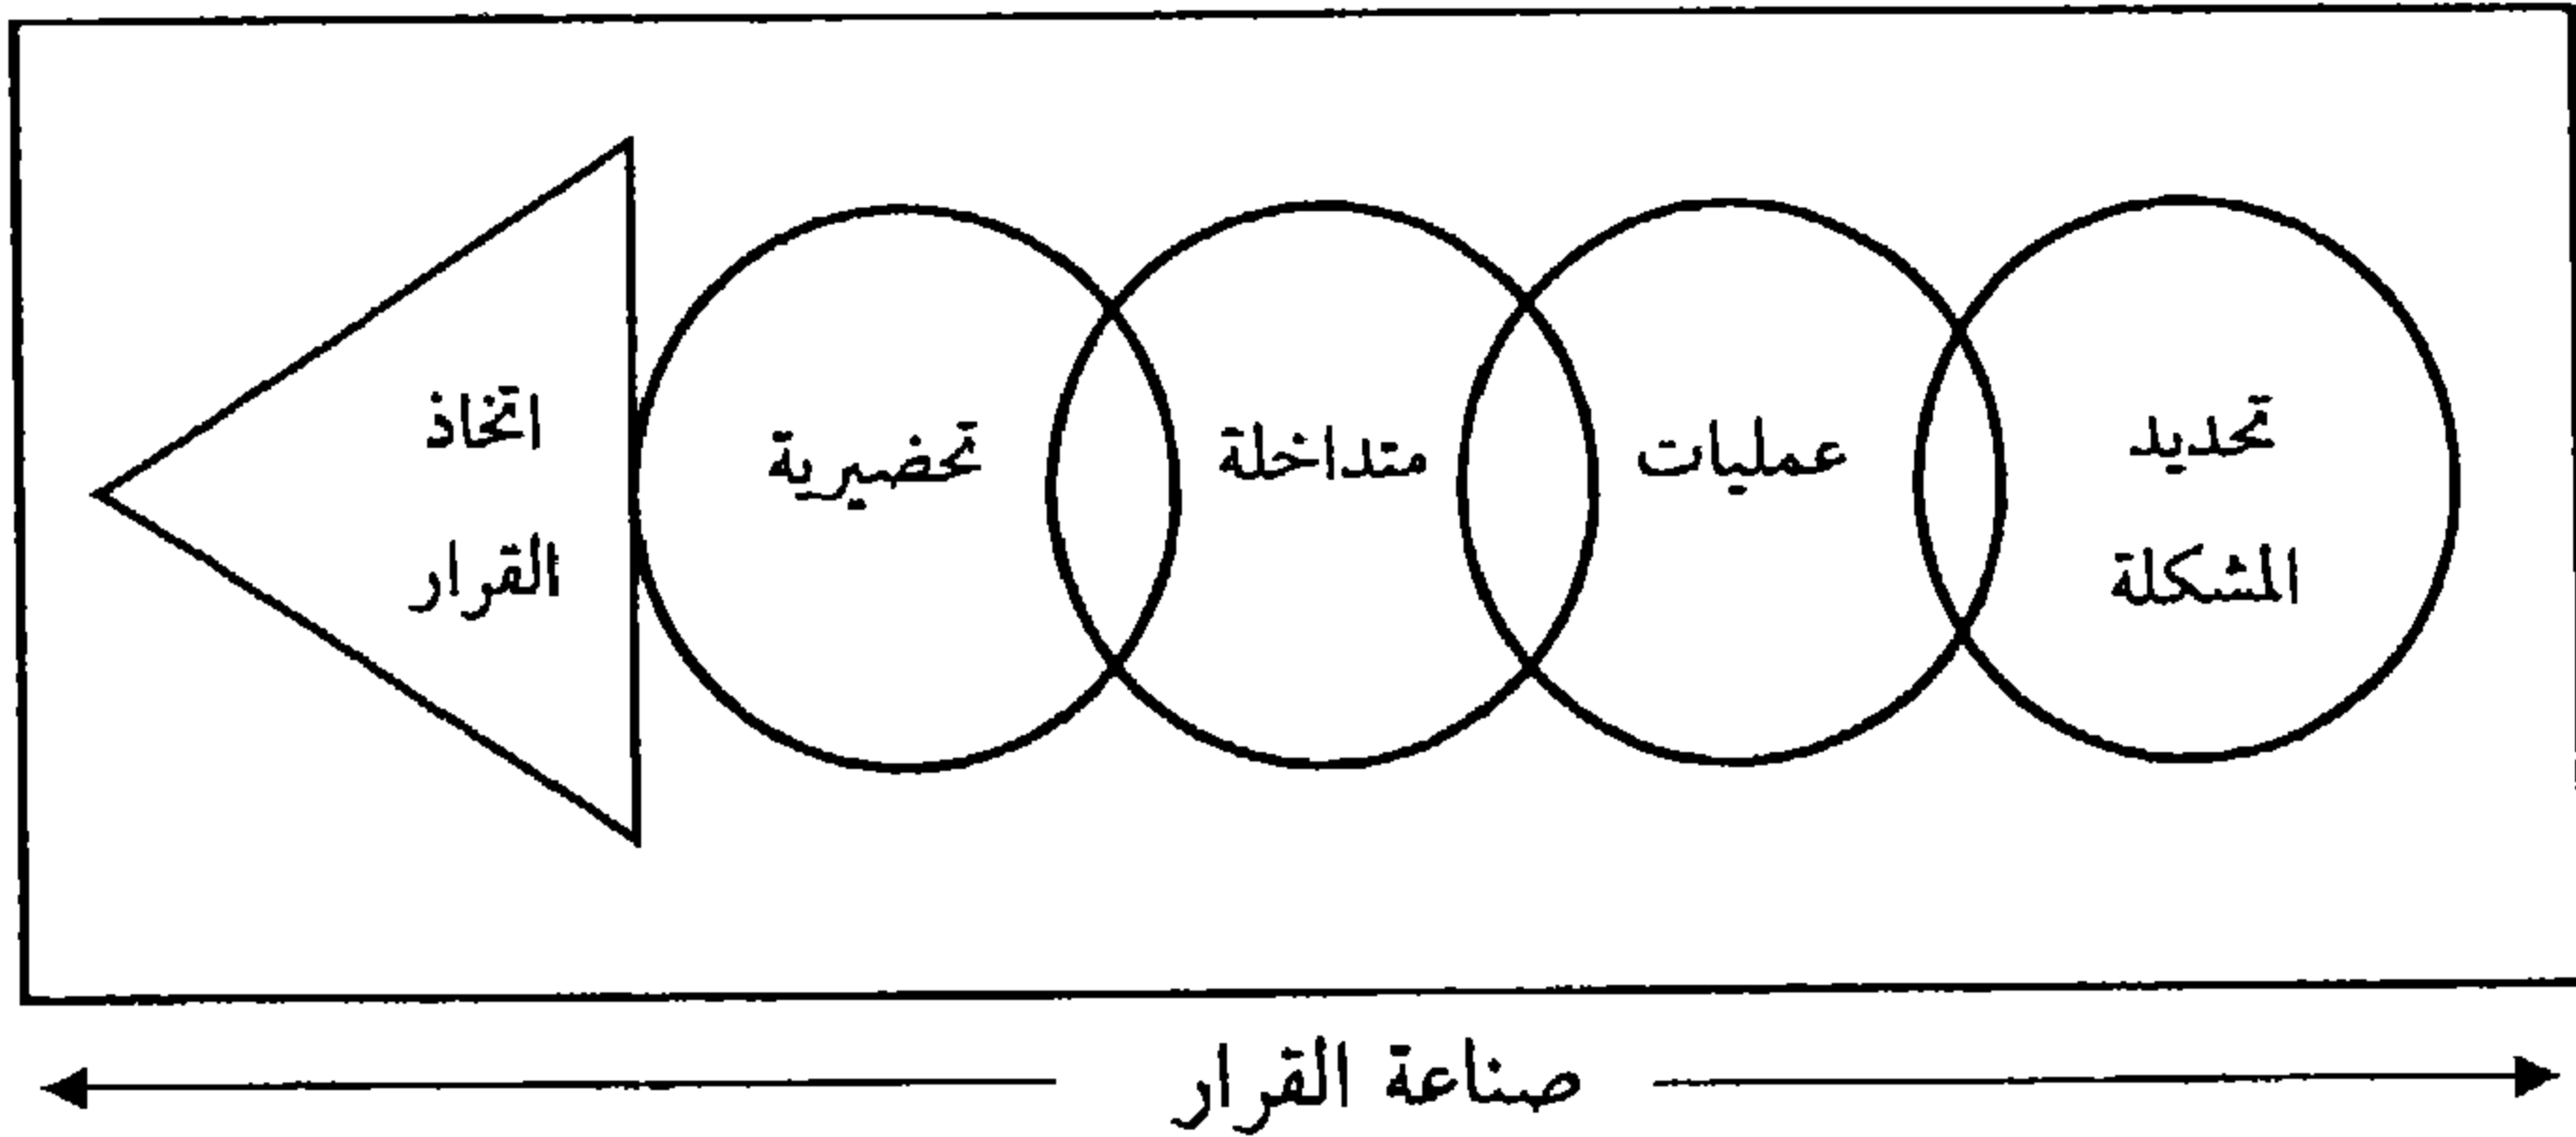 تحديد
المشكلة
عمليات
متداخلة
تحضيرية
اتخاذ
القرار
صناعة القرار